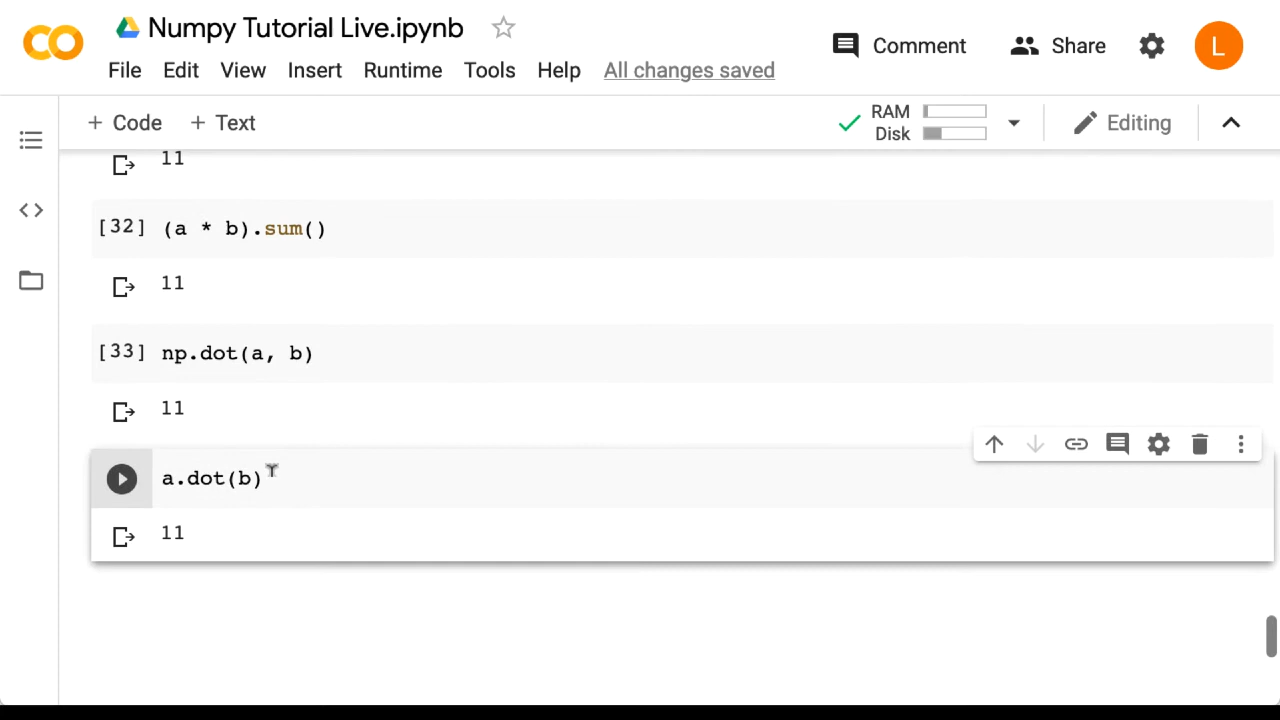 Numpy Tutorial Live.ipynb
Comment
Share
L
File Edit View Insert Runtime Tools Help All changes saved
+ Code + Text
RAM
Disk
Editing
11
[32] (a * b).sum()
11
[33] np.dot(a, b)
11
a.dot(b)
11